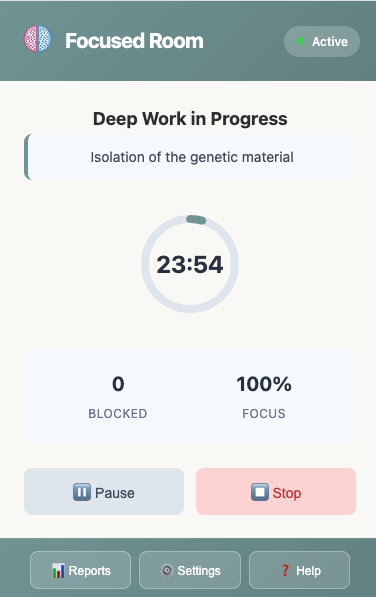 Focused Room
Active
Deep Work in Progress
Isolation of the genetic material
23:54
0
100%
BLOCKED
FOCUS
Pause
Stop
Reports
Settings
Help